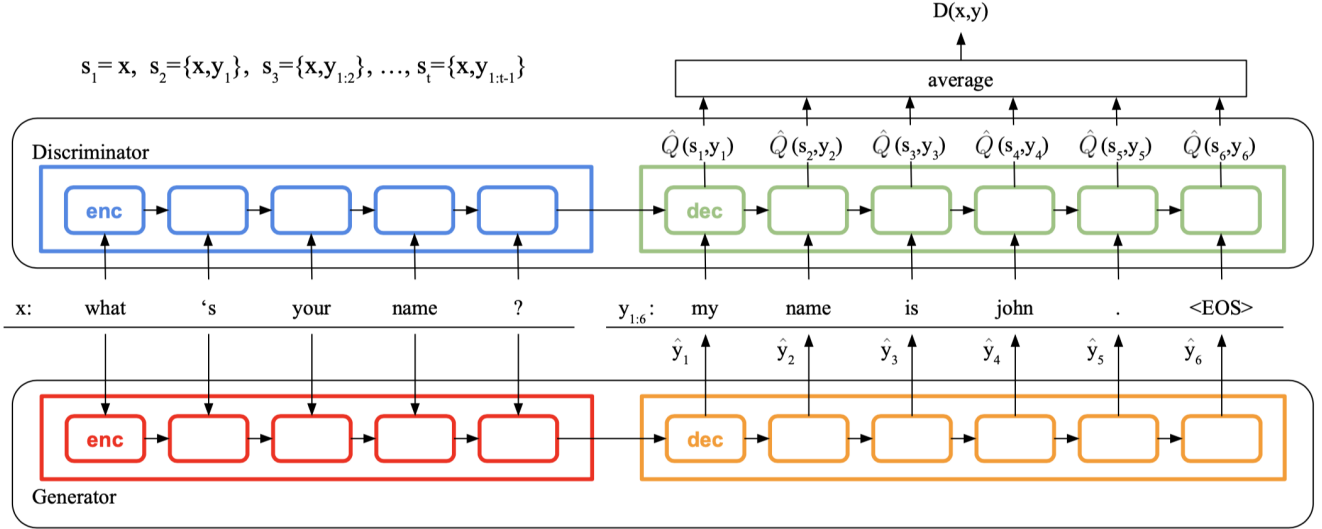 D(x,y)
s₁= x, s₂={x,y₁}, s₃={x,y₁:₂}, …, sₜ={x,y₁:ₜ₋₁}
average
Discriminator
Q̂(s₁,y₁) Q̂(s₂,y₂) Q̂(s₃,y₃) Q̂(s₄,y₄) Q̂(s₅,y₅) Q̂(s₆,y₆)
enc dec
x: what ‘s your name ? y₁:₆: my name is john . <EOS>
ŷ₁ ŷ₂ ŷ₃ ŷ₄ ŷ₅ ŷ₆
enc dec
Generator